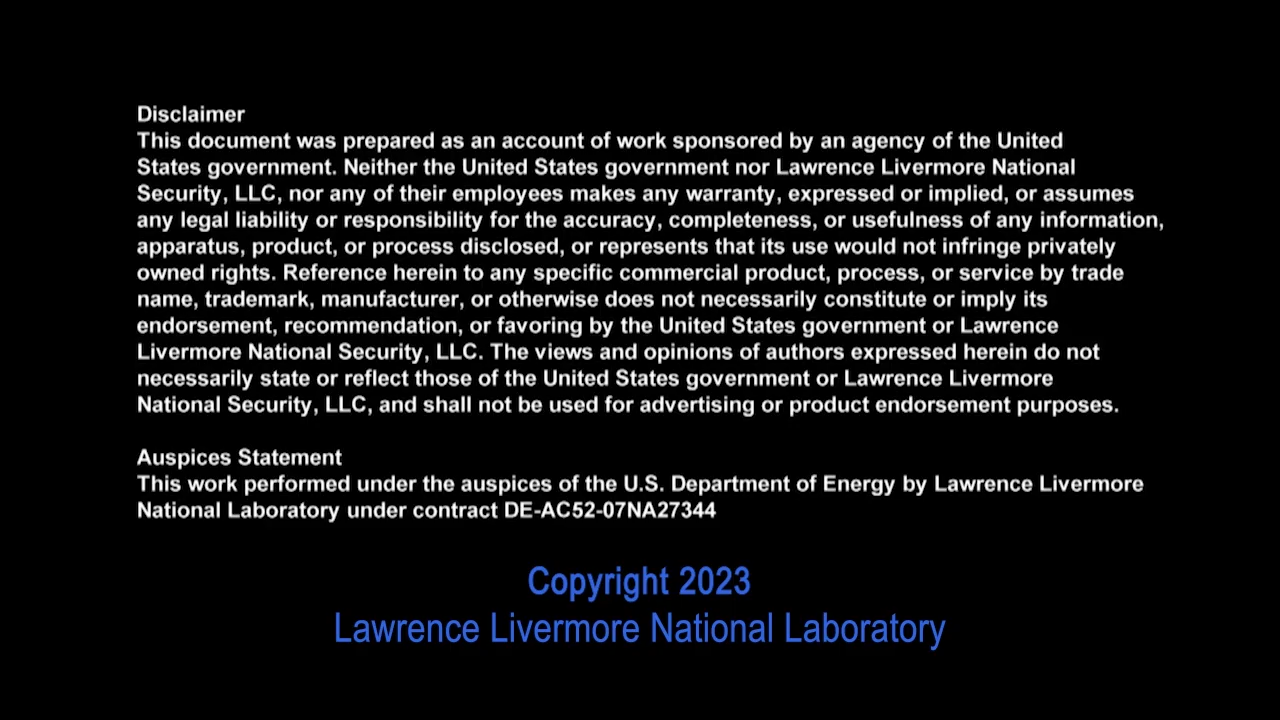 Disclaimer
This document was prepared as an account of work sponsored by an agency of the United
States government. Neither the United States government nor Lawrence Livermore National
Security, LLC, nor any of their employees makes any warranty, expressed or implied, or assumes
any legal liability or responsibility for the accuracy, completeness, or usefulness of any information,
apparatus, product, or process disclosed, or represents that its use would not infringe privately
owned rights. Reference herein to any specific commercial product, process, or service by trade
name, trademark, manufacturer, or otherwise does not necessarily constitute or imply its
endorsement, recommendation, or favoring by the United States government or Lawrence
Livermore National Security, LLC. The views and opinions of authors expressed herein do not
necessarily state or reflect those of the United States government or Lawrence Livermore
National Security, LLC, and shall not be used for advertising or product endorsement purposes.
Auspices Statement
This work performed under the auspices of the U.S. Department of Energy by Lawrence Livermore
National Laboratory under contract DE-AC52-07NA27344
Copyright 2023
Lawrence Livermore National Laboratory